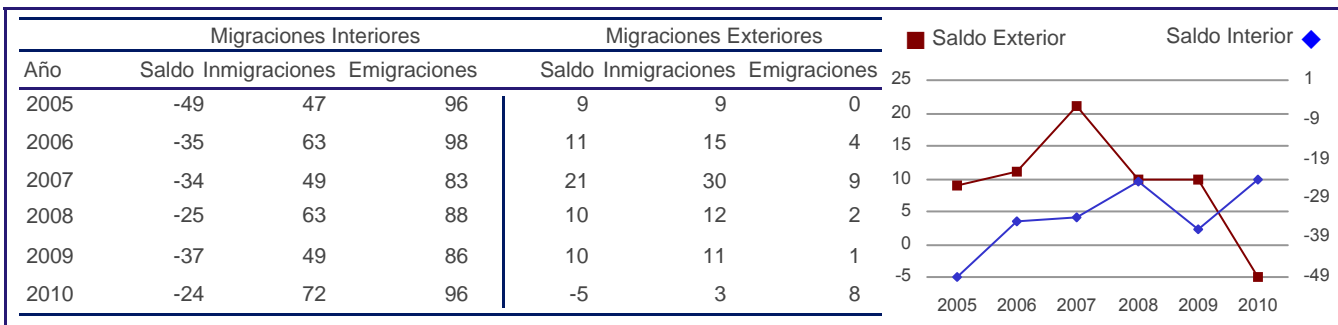 Migraciones Interiores Migraciones Exteriores
Año Saldo Inmigraciones Emigraciones Saldo Inmigraciones Emigraciones
2005 -49 47 96 9 9 0
2006 -35 63 98 11 15 4
2007 -34 49 83 21 30 9
2008 -25 63 88 10 12 2
2009 -37 49 86 10 11 1
2010 -24 72 96 -5 3 8
Saldo Exterior Saldo Interior
25 1
20 -9
15 -19
10 -29
5 -39
0 -49
-5
2005 2006 2007 2008 2009 2010